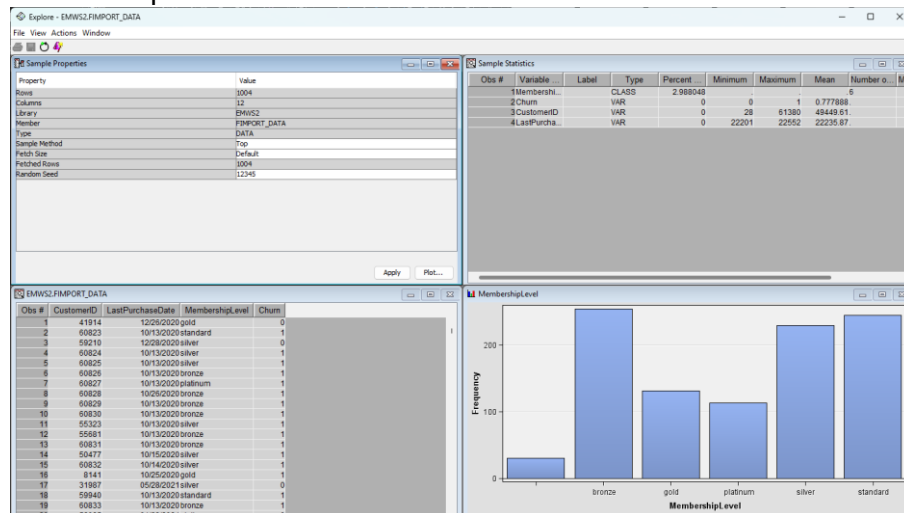 Explore - EMWS2.FIMPORT_DATA
File View Actions Window
Sample Properties
Property Value
Rows 1004
Columns 12
Library EMWS2
Member FIMPORT_DATA
Type DATA
Sample Method Top
Fetch Size Default
Fetched Rows 1004
Random Seed 12345
Apply Plot...
Sample Statistics
Obs # Variable ... Label Type Percent ... Minimum Maximum Mean Number o... M
1 Membershi... CLASS 2.988048 . . . 6
2 Churn VAR 0 0 1 0.777888 .
3 CustomerID VAR 0 28 61380 49449.61 .
4 LastPurcha... VAR 0 22201 22552 22235.87 .
EMWS2.FIMPORT_DATA
Obs # CustomerID LastPurchaseDate MembershipLevel Churn
1 41914 12/26/2020 gold 0
2 60823 10/13/2020 standard 1
3 59210 12/28/2020 silver 0
4 60824 10/13/2020 silver 1
5 60825 10/13/2020 silver 1
6 60826 10/13/2020 bronze 1
7 60827 10/13/2020 platinum 1
8 60828 10/26/2020 bronze 1
9 60829 10/13/2020 bronze 1
10 60830 10/13/2020 bronze 1
11 55323 10/13/2020 silver 1
12 55681 10/13/2020 bronze 1
13 60831 10/13/2020 bronze 1
14 50477 10/15/2020 silver 1
15 60832 10/14/2020 silver 1
16 8141 10/25/2020 gold 1
17 31987 05/28/2021 silver 0
18 59940 10/13/2020 standard 1
19 60833 10/13/2020 bronze 1
MembershipLevel
Frequency
200
100
0
bronze gold platinum silver standard
MembershipLevel